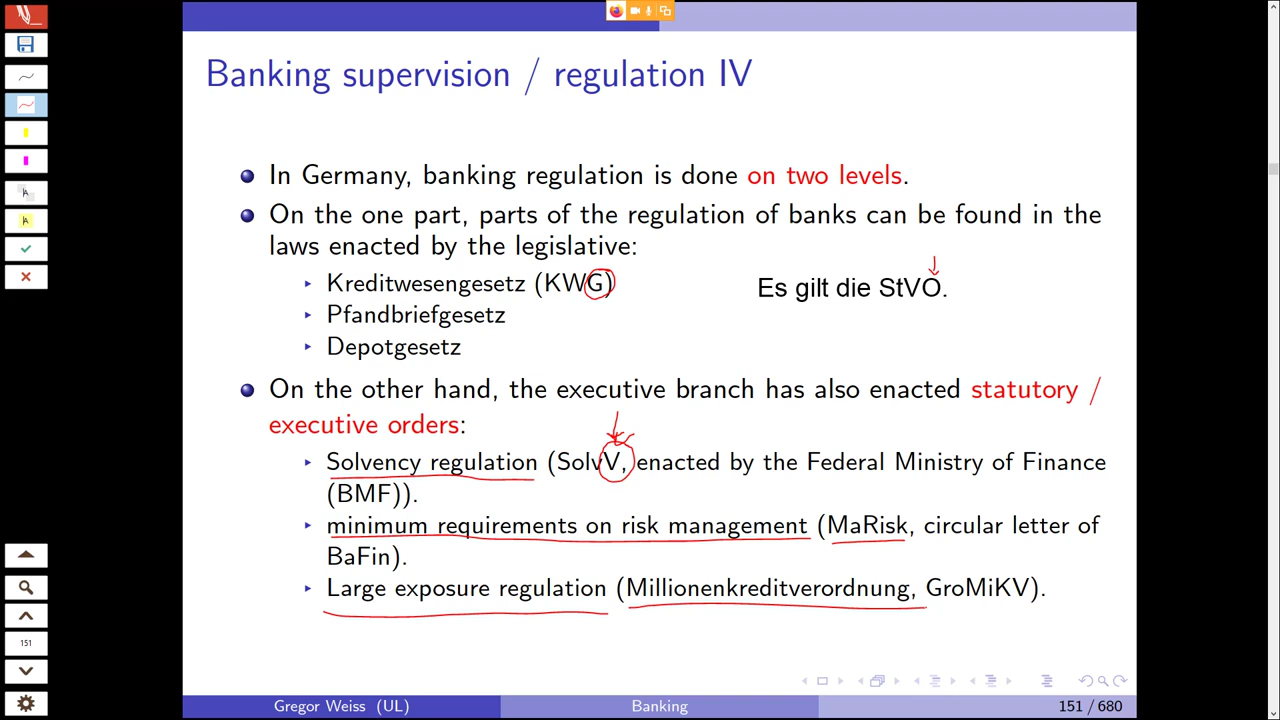 Banking supervision / regulation IV
In Germany, banking regulation is done on two levels.
On the one part, parts of the regulation of banks can be found in the
laws enacted by the legislative:
Kreditwesengesetz (KWG)
Es gilt die StVO.
Pfandbriefgesetz
Depotgesetz
On the other hand, the executive branch has also enacted statutory /
executive orders:
Solvency regulation (SolvV, enacted by the Federal Ministry of Finance
(BMF)).
minimum requirements on risk management (MaRisk, circular letter of
BaFin).
Large exposure regulation (Millionenkreditverordnung, GroMiKV).
151
Gregor Weiss (UL) Banking 151 / 680